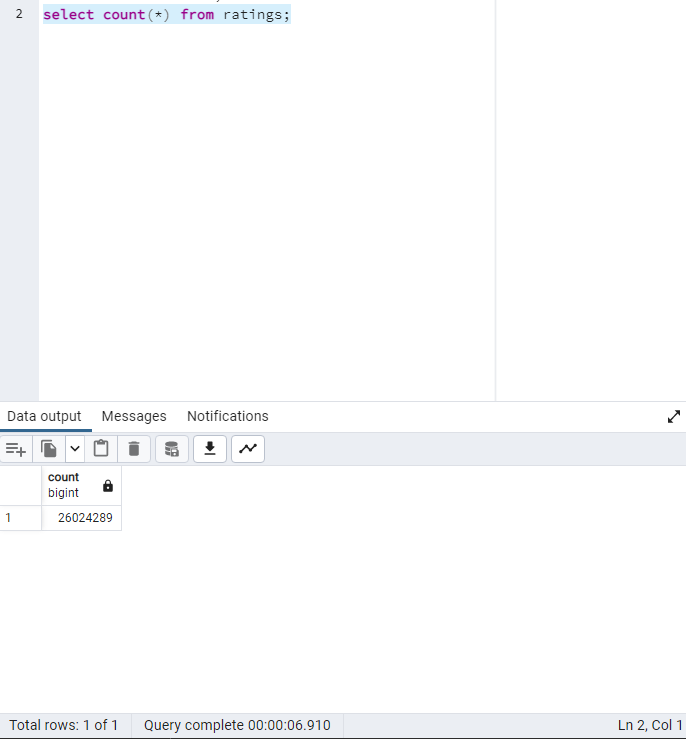 2 select count(*) from ratings;
Data output Messages Notifications
count
bigint
1 26024289
Total rows: 1 of 1 Query complete 00:00:06.910 Ln 2, Col 1